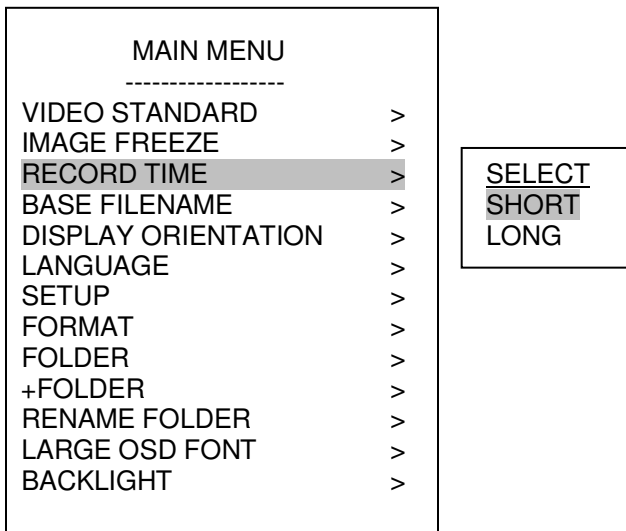 MAIN MENU
------------------
VIDEO STANDARD >
IMAGE FREEZE >
RECORD TIME >
BASE FILENAME >
DISPLAY ORIENTATION >
LANGUAGE >
SETUP >
FORMAT >
FOLDER >
+FOLDER >
RENAME FOLDER >
LARGE OSD FONT >
BACKLIGHT >
SELECT
SHORT
LONG